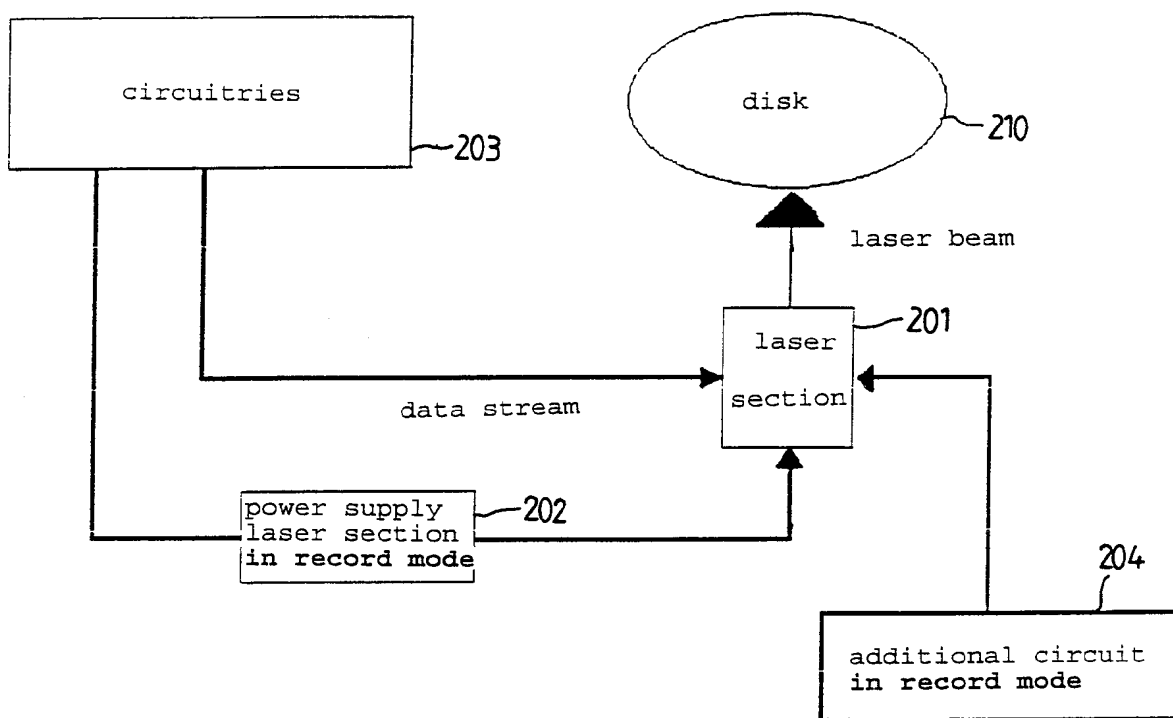 circuitries
203
disk
210
laser beam
201
laser
section
data stream
power supply
laser section
in record mode
202
204
additional circuit
in record mode